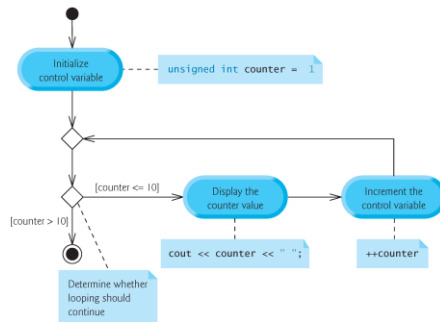 Initialize
control variable
unsigned int counter = 1
[counter <= 10]
Display the
counter value
Increment the
control variable
[counter > 10]
cout << counter << " ";
++counter
Determine whether
looping should
continue